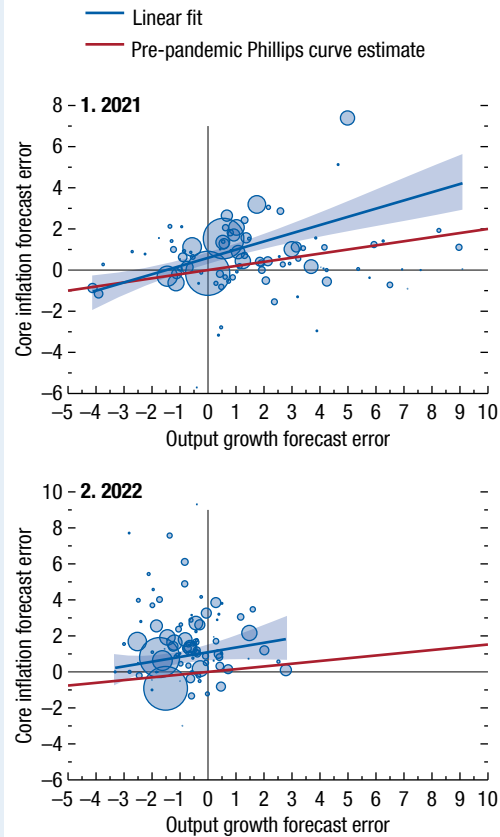 Linear fit
Pre-pandemic Phillips curve estimate
1. 2021
Core inflation forecast error
8
6
4
2
0
−2
−4
−6
−5 −4 −3 −2 −1 0 1 2 3 4 5 6 7 8 9 10
Output growth forecast error
2. 2022
Core inflation forecast error
10
8
6
4
2
0
−2
−4
−6
−5 −4 −3 −2 −1 0 1 2 3 4 5 6 7 8 9 10
Output growth forecast error